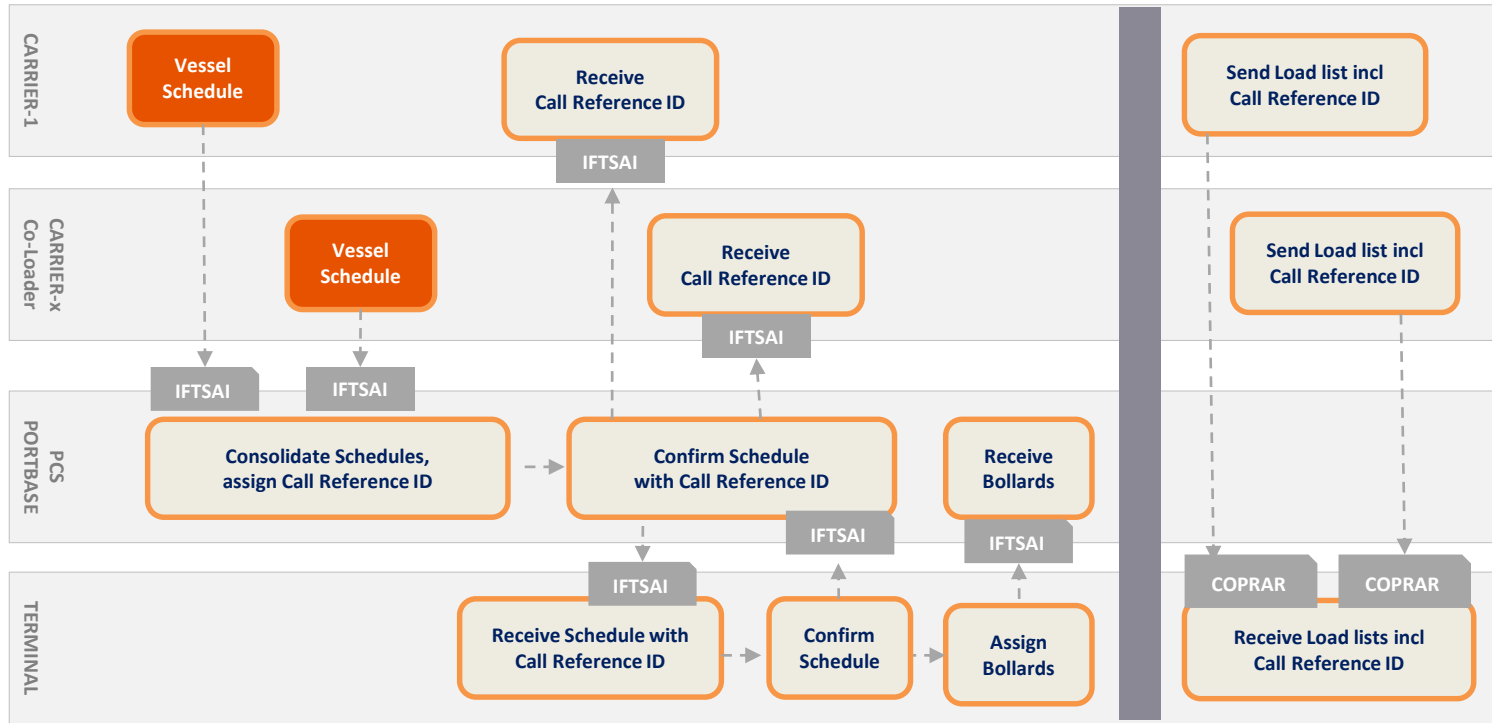 CARRIER-1
Vessel
Schedule
Receive
Call Reference ID
IFTSAI
Send Load list incl
Call Reference ID
CARRIER-x
Co-Loader
Vessel
Schedule
Receive
Call Reference ID
IFTSAI
Send Load list incl
Call Reference ID
PCS
PORTBASE
IFTSAI
IFTSAI
Consolidate Schedules,
assign Call Reference ID
Confirm Schedule
with Call Reference ID
IFTSAI
Receive
Bollards
IFTSAI
TERMINAL
IFTSAI
Receive Schedule with
Call Reference ID
Confirm
Schedule
Assign
Bollards
COPRAR
COPRAR
Receive Load lists incl
Call Reference ID